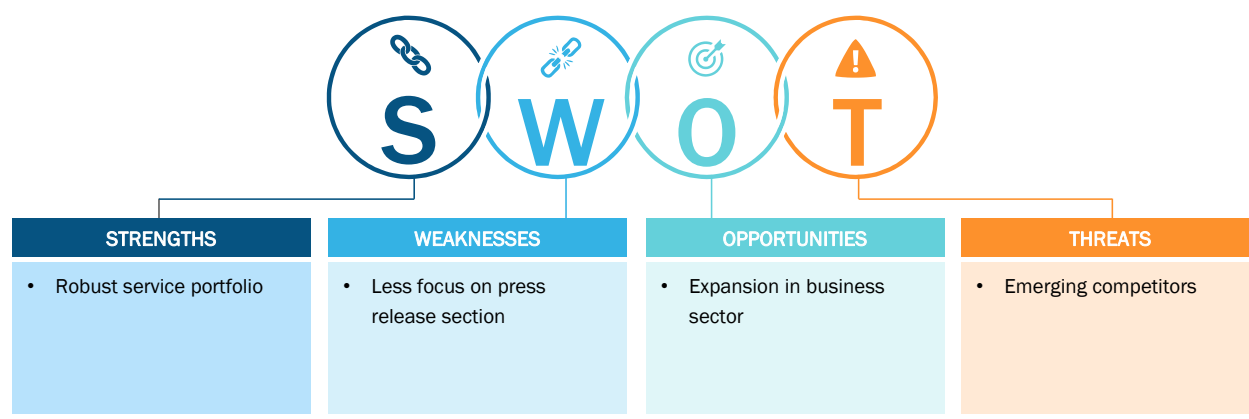 S W O T
STRENGTHS
• Robust service portfolio
WEAKNESSES
• Less focus on press
release section
OPPORTUNITIES
• Expansion in business
sector
THREATS
• Emerging competitors